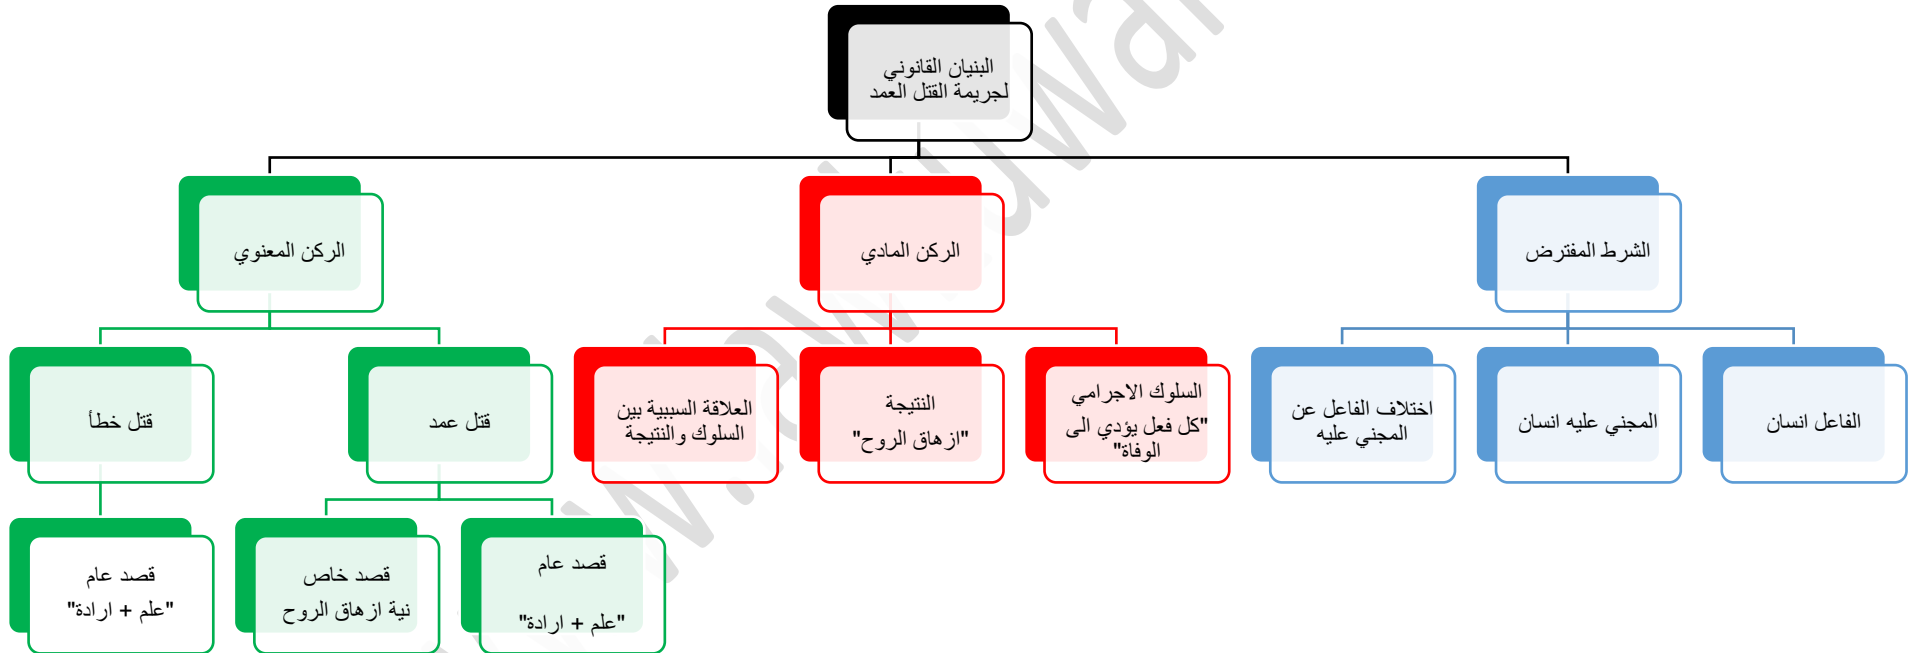 البنيان القانوني
لجريمة القتل العمد
الشرط المفترض
الركن المادي
الركن المعنوي
الفاعل انسان
المجني عليه انسان
اختلاف الفاعل عن
المجني عليه
السلوك الاجرامي
"كل فعل يؤدي الى
الوفاة"
النتيجة
"ازهاق الروح"
العلاقة السببية بين
السلوك والنتيجة
قتل عمد
قتل خطأ
قصد عام
"علم + ارادة"
قصد خاص
نية ازهاق الروح
قصد عام
"علم + ارادة"